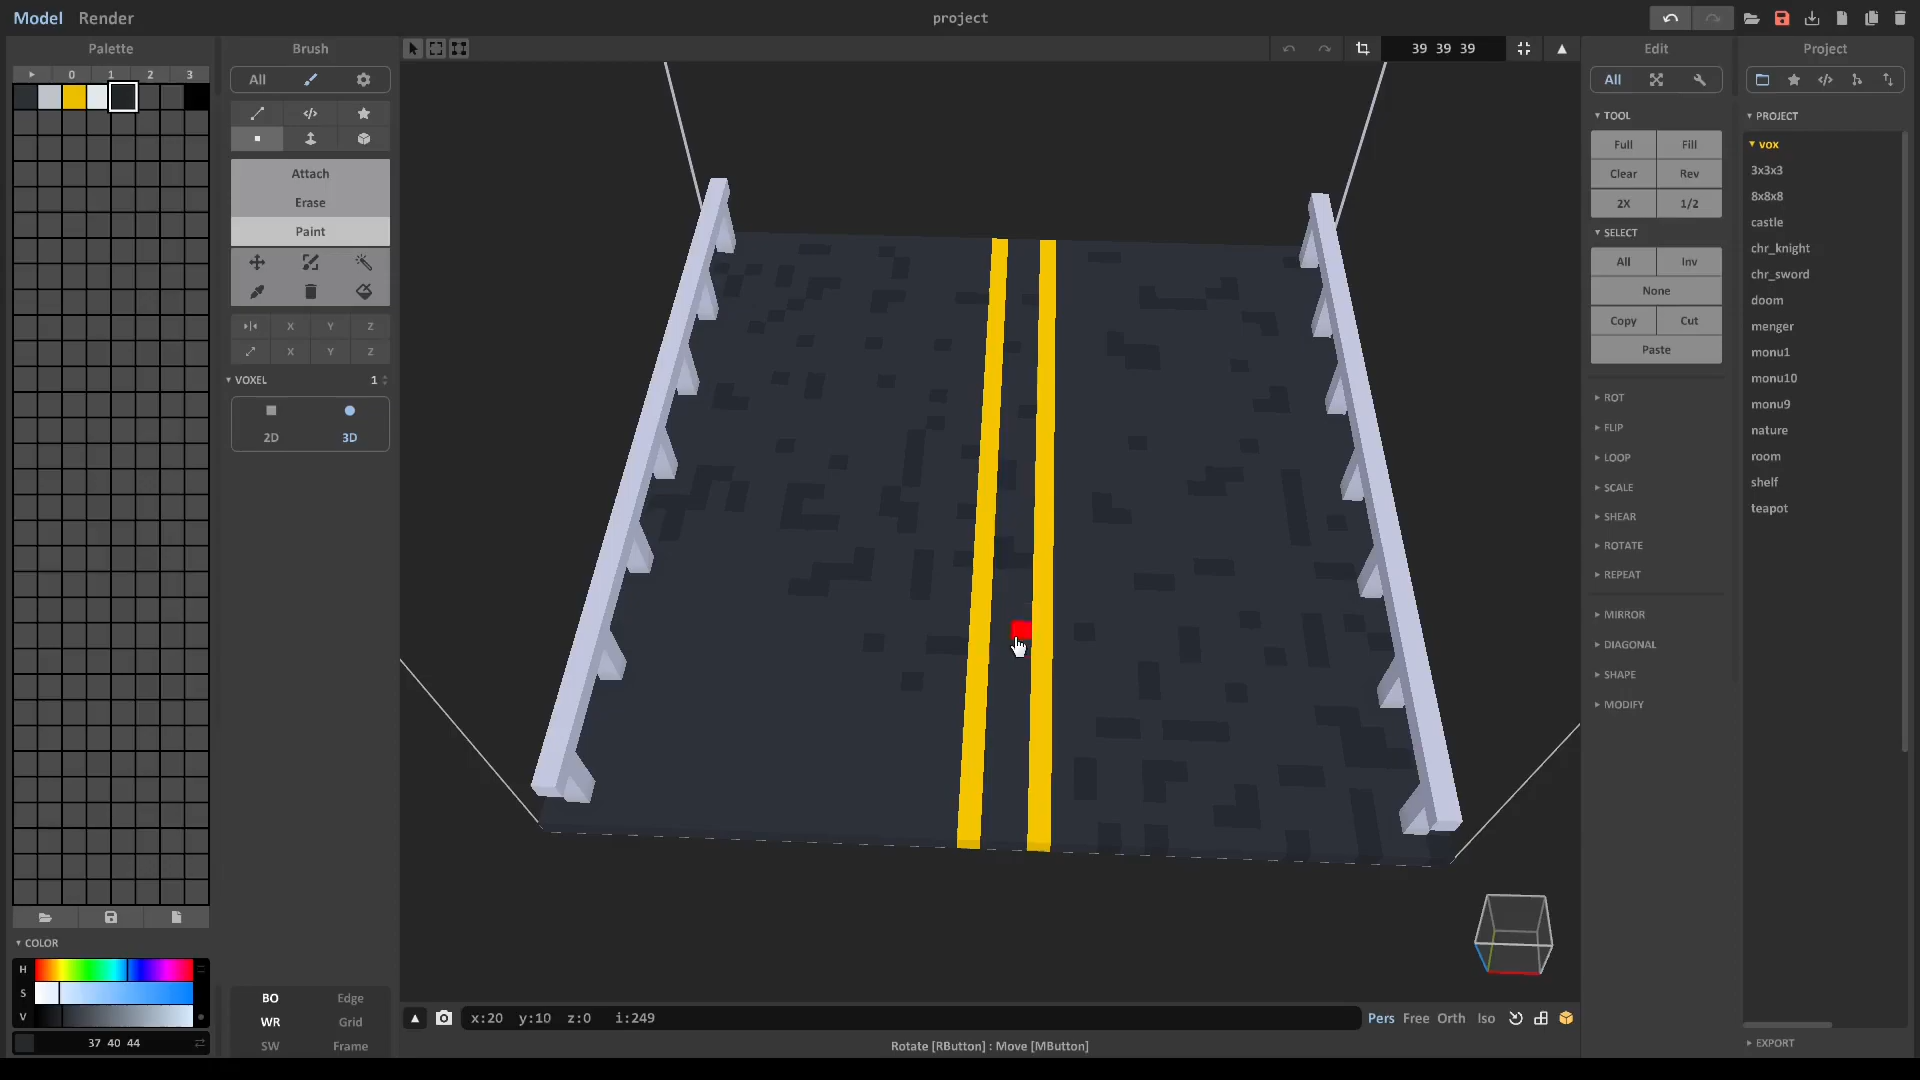 Model Render
project
Palette
0 1 2 3
COLOR
H
S
V
37 40 44
Brush
All
Attach
Erase
Paint
X Y Z
X Y Z
VOXEL 1
2D 3D
BO Edge
WR Grid
SW Frame
39 39 39
x:20 y:10 z:0 i:249
Pers Free Orth Iso
Rotate [RButton] : Move [MButton]
Edit
All
TOOL
Full Fill
Clear Rev
2X 1/2
SELECT
All Inv
None
Copy Cut
Paste
ROT
FLIP
LOOP
SCALE
SHEAR
ROTATE
REPEAT
MIRROR
DIAGONAL
SHAPE
MODIFY
Project
PROJECT
vox
3x3x3
8x8x8
castle
chr_knight
chr_sword
doom
menger
monu1
monu10
monu9
nature
room
shelf
teapot
EXPORT